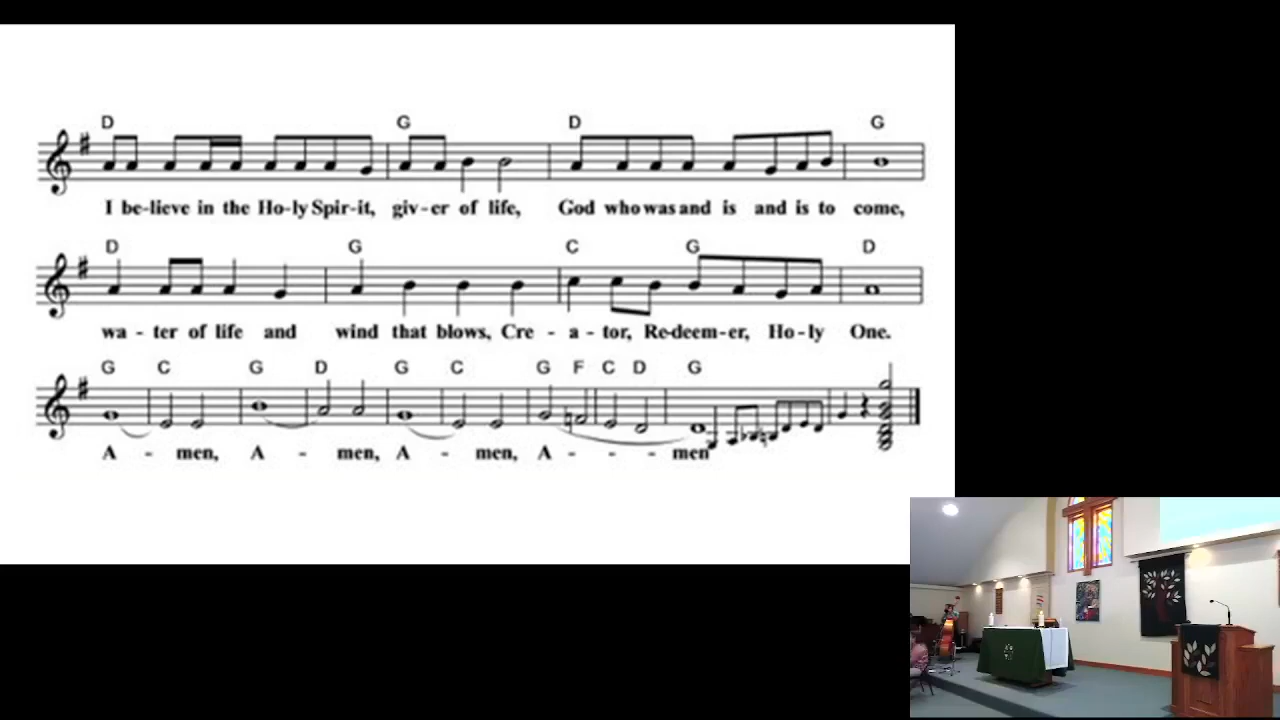 D G D G
I be-lieve in the Ho-ly Spir-it, giv-er of life, God who was and is and is to come,
D G C G D
wa - ter of life and wind that blows, Cre - a - tor, Re-deem-er, Ho-ly One.
G C G D G C G F C D G
A - men, A - men, A - men, A - - - men